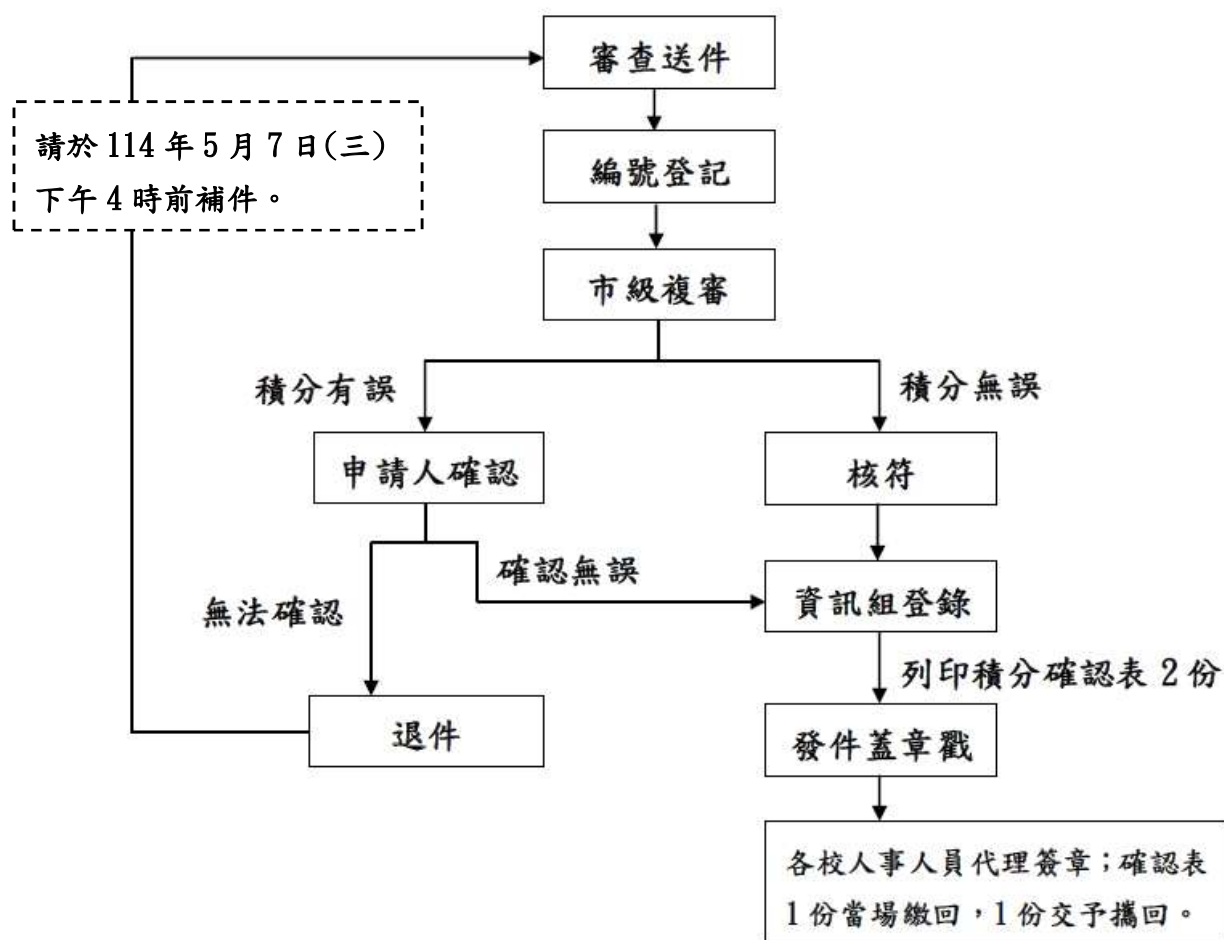 審查送件
請於 114 年 5 月 7 日(三)
下午 4 時前補件。
編號登記
市級複審
積分有誤
積分無誤
申請人確認
核符
無法確認
確認無誤
資訊組登錄
列印積分確認表 2 份
退件
發件蓋章戳
各校人事人員代理簽章；確認表
1 份當場繳回，1 份交予攜回。